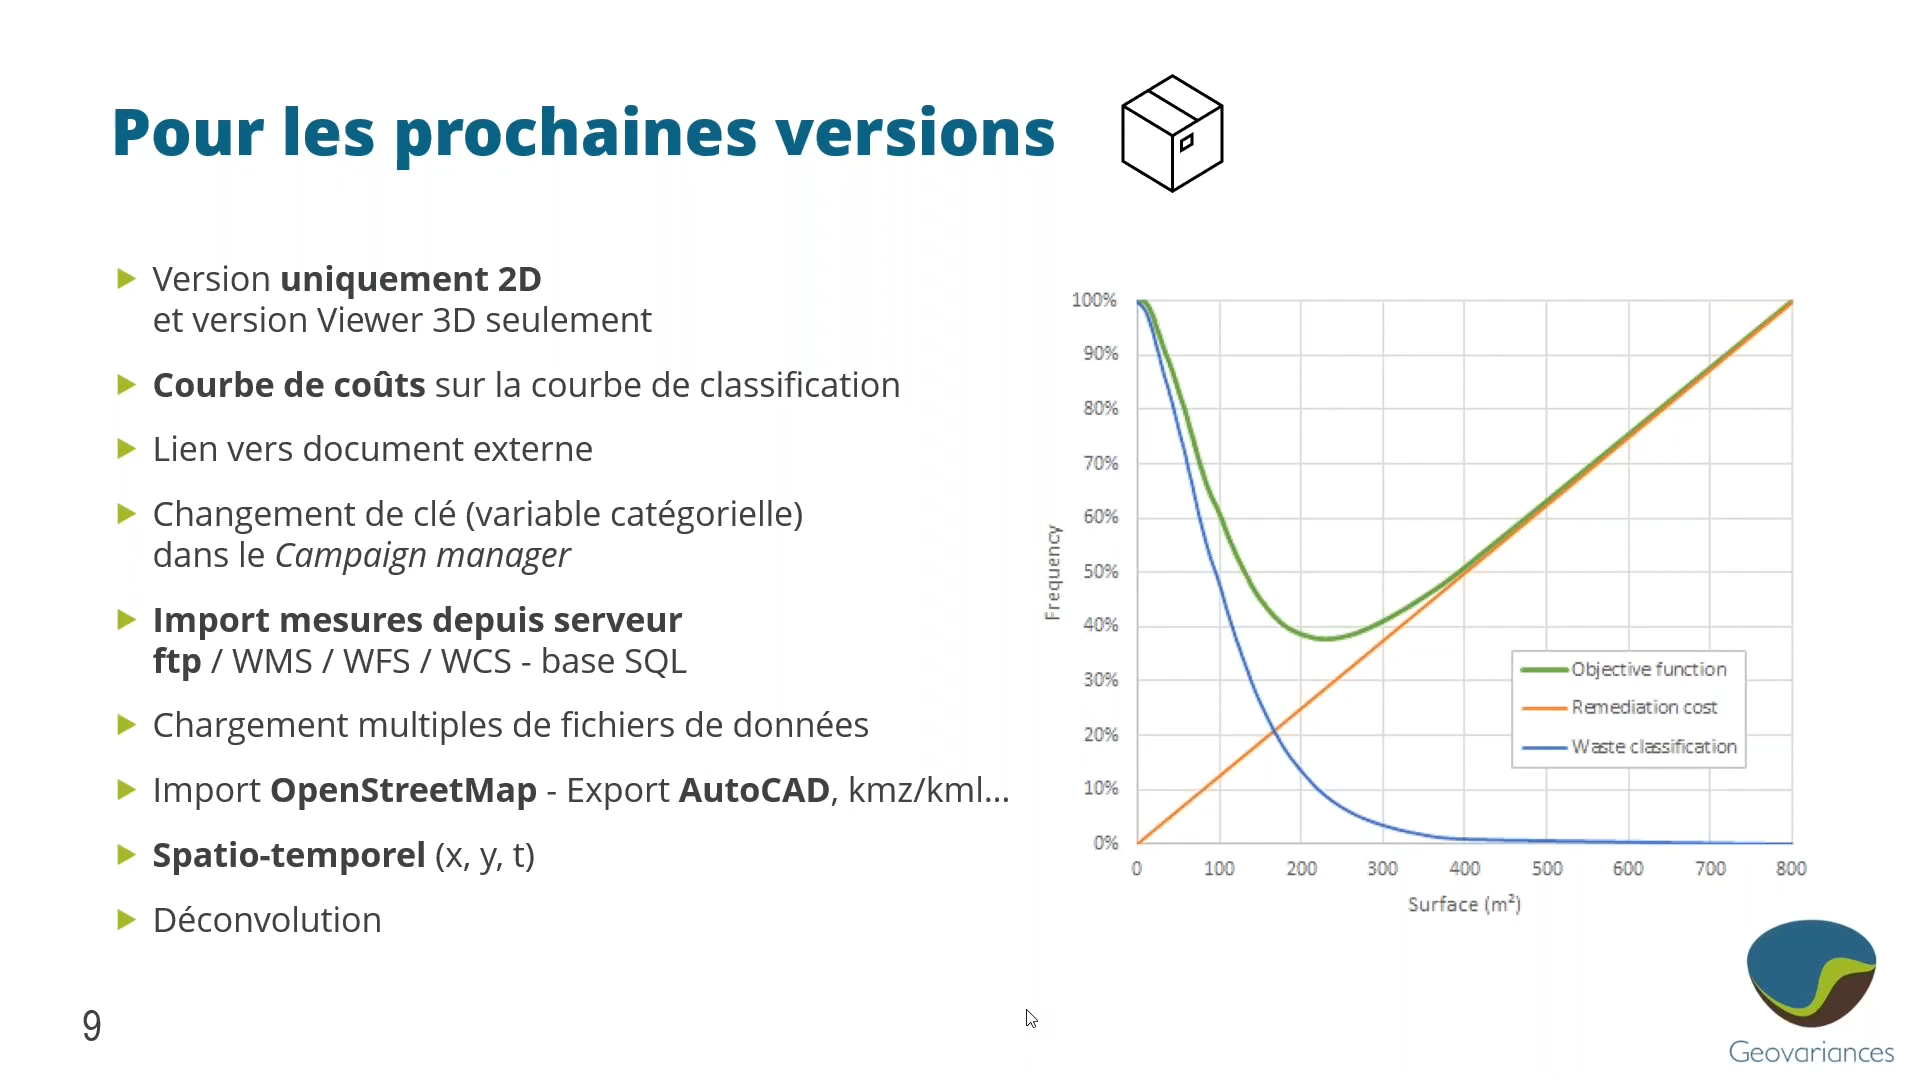 Pour les prochaines versions
Version uniquement 2D
et version Viewer 3D seulement
Courbe de coûts sur la courbe de classification
Lien vers document externe
Changement de clé (variable catégorielle)
dans le Campaign manager
Import mesures depuis serveur
ftp / WMS / WFS / WCS - base SQL
Chargement multiples de fichiers de données
Import OpenStreetMap - Export AutoCAD, kmz/kml...
Spatio-temporel (x, y, t)
Déconvolution
100%
90%
80%
70%
60%
50%
40%
30%
20%
10%
0%
Frequency
0 100 200 300 400 500 600 700 800
Surface (m²)
Objective function
Remediation cost
Waste classification
9
Geovariances